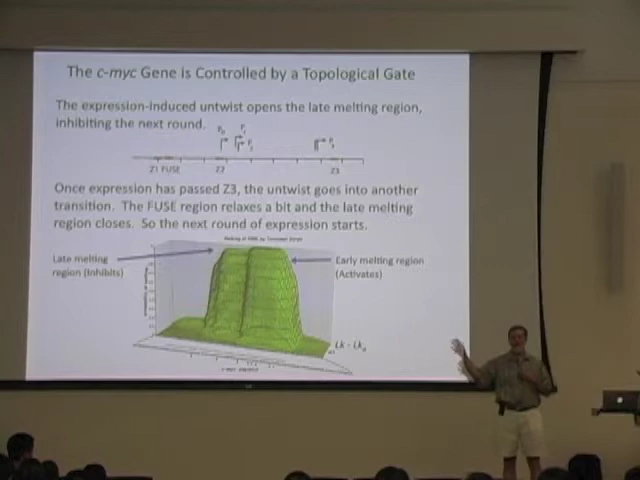 The c-myc Gene is Controlled by a Topological Gate
The expression-induced untwist opens the late melting region,
inhibiting the next round.
Z1 FUSE Z2 Z3
Once expression has passed Z3, the untwist goes into another
transition. The FUSE region relaxes a bit and the late melting
region closes. So the next round of expression starts.
Late melting
region (Inhibits)
Early melting region
(Activates)
Lk - Lk₀